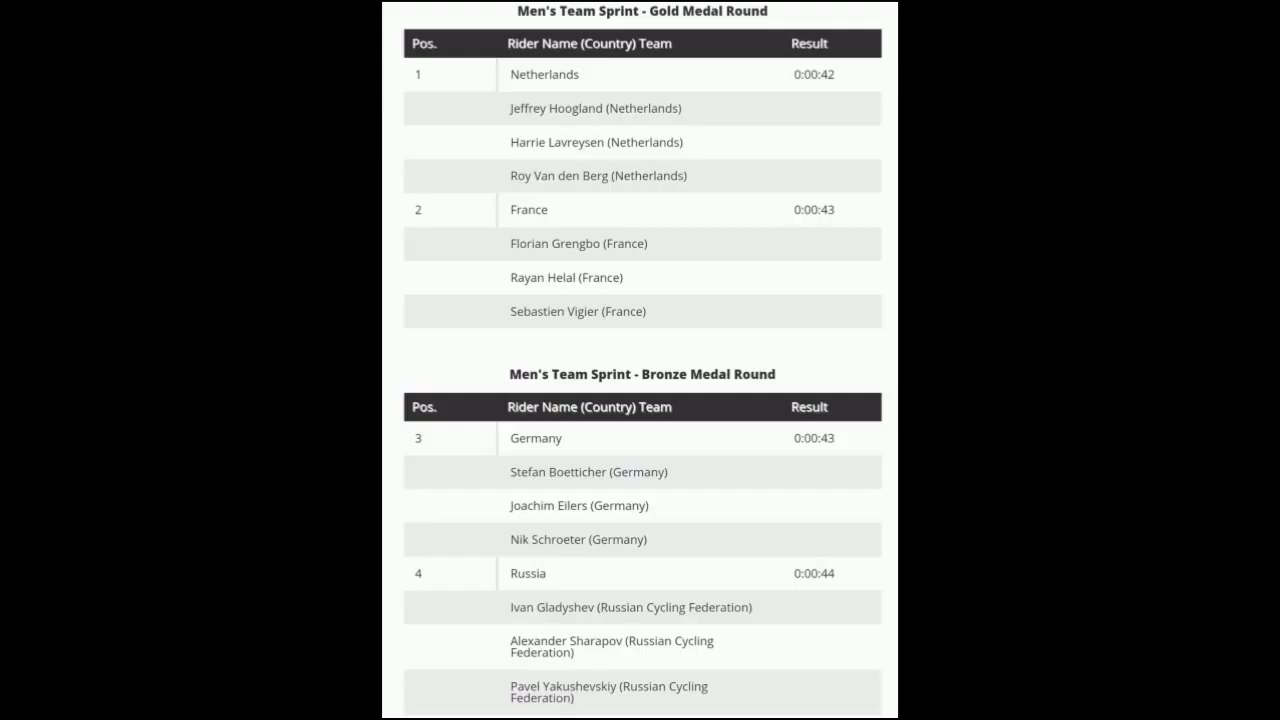 Men's Team Sprint - Gold Medal Round
Pos. Rider Name (Country) Team Result
1 Netherlands 0:00:42
Jeffrey Hoogland (Netherlands)
Harrie Lavreysen (Netherlands)
Roy Van den Berg (Netherlands)
2 France 0:00:43
Florian Grengbo (France)
Rayan Helal (France)
Sebastien Vigier (France)
Men's Team Sprint - Bronze Medal Round
Pos. Rider Name (Country) Team Result
3 Germany 0:00:43
Stefan Boetticher (Germany)
Joachim Eilers (Germany)
Nik Schroeter (Germany)
4 Russia 0:00:44
Ivan Gladyshev (Russian Cycling Federation)
Alexander Sharapov (Russian Cycling
Federation)
Pavel Yakushevskiy (Russian Cycling
Federation)